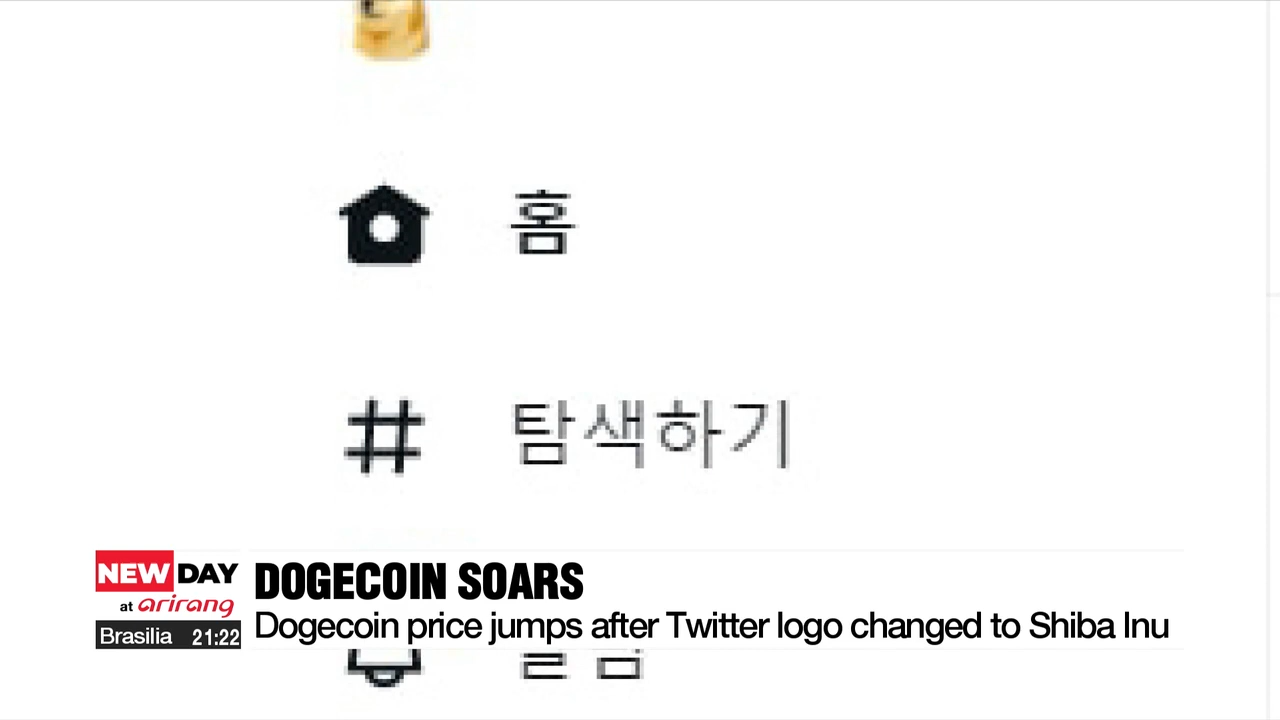 홈
#
탐색하기
NEW DAY
at arirang
Brasilia 21:22
DOGECOIN SOARS
Dogecoin price jumps after Twitter logo changed to Shiba Inu